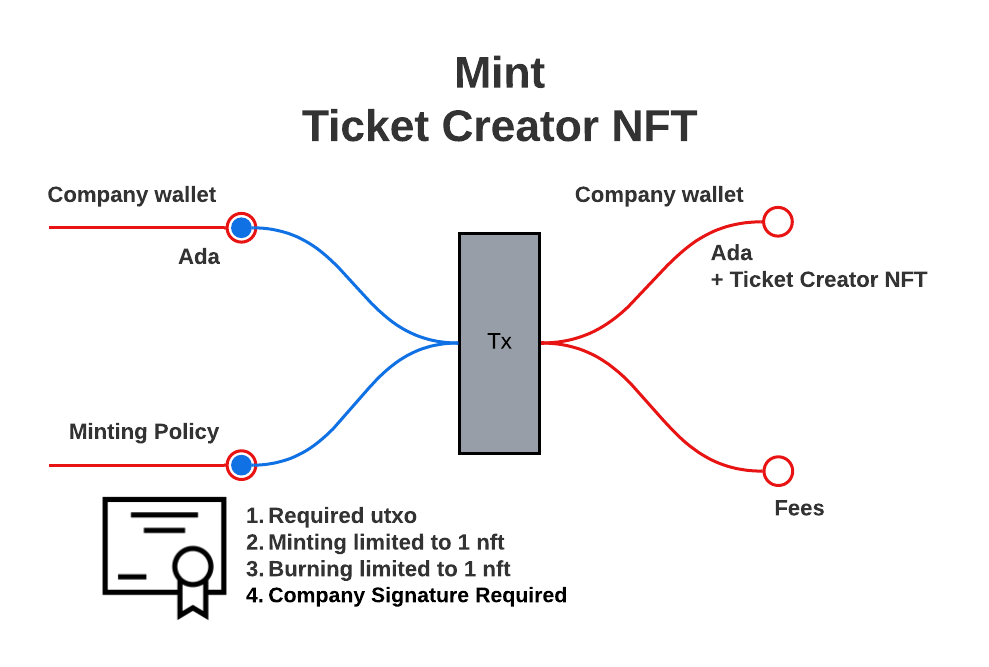 Mint
Ticket Creator NFT
Company wallet
Ada
Company wallet
Ada
+ Ticket Creator NFT
Tx
Minting Policy
Fees
1. Required utxo
2. Minting limited to 1 nft
3. Burning limited to 1 nft
4. Company Signature Required